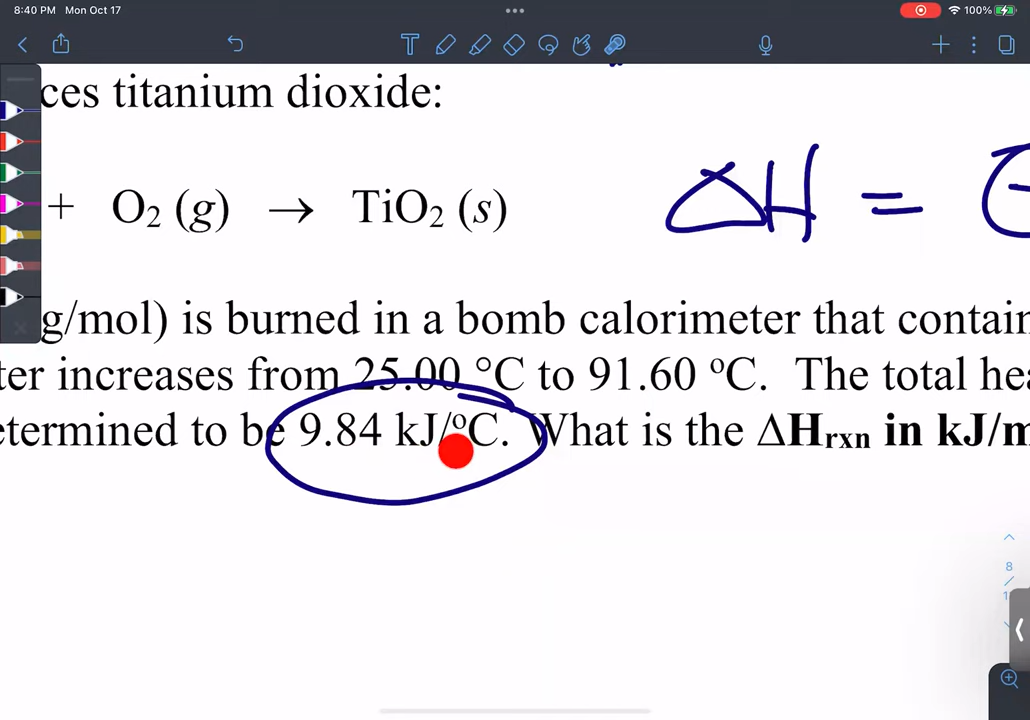 8:40 PM Mon Oct 17
100%
T
ces titanium dioxide:
+ O₂ (g) → TiO₂ (s)
ΔH =
g/mol) is burned in a bomb calorimeter that contain
ter increases from 25.00 °C to 91.60 °C. The total hea
etermined to be 9.84 kJ/°C. What is the ΔHrxn in kJ/m
8
/
1